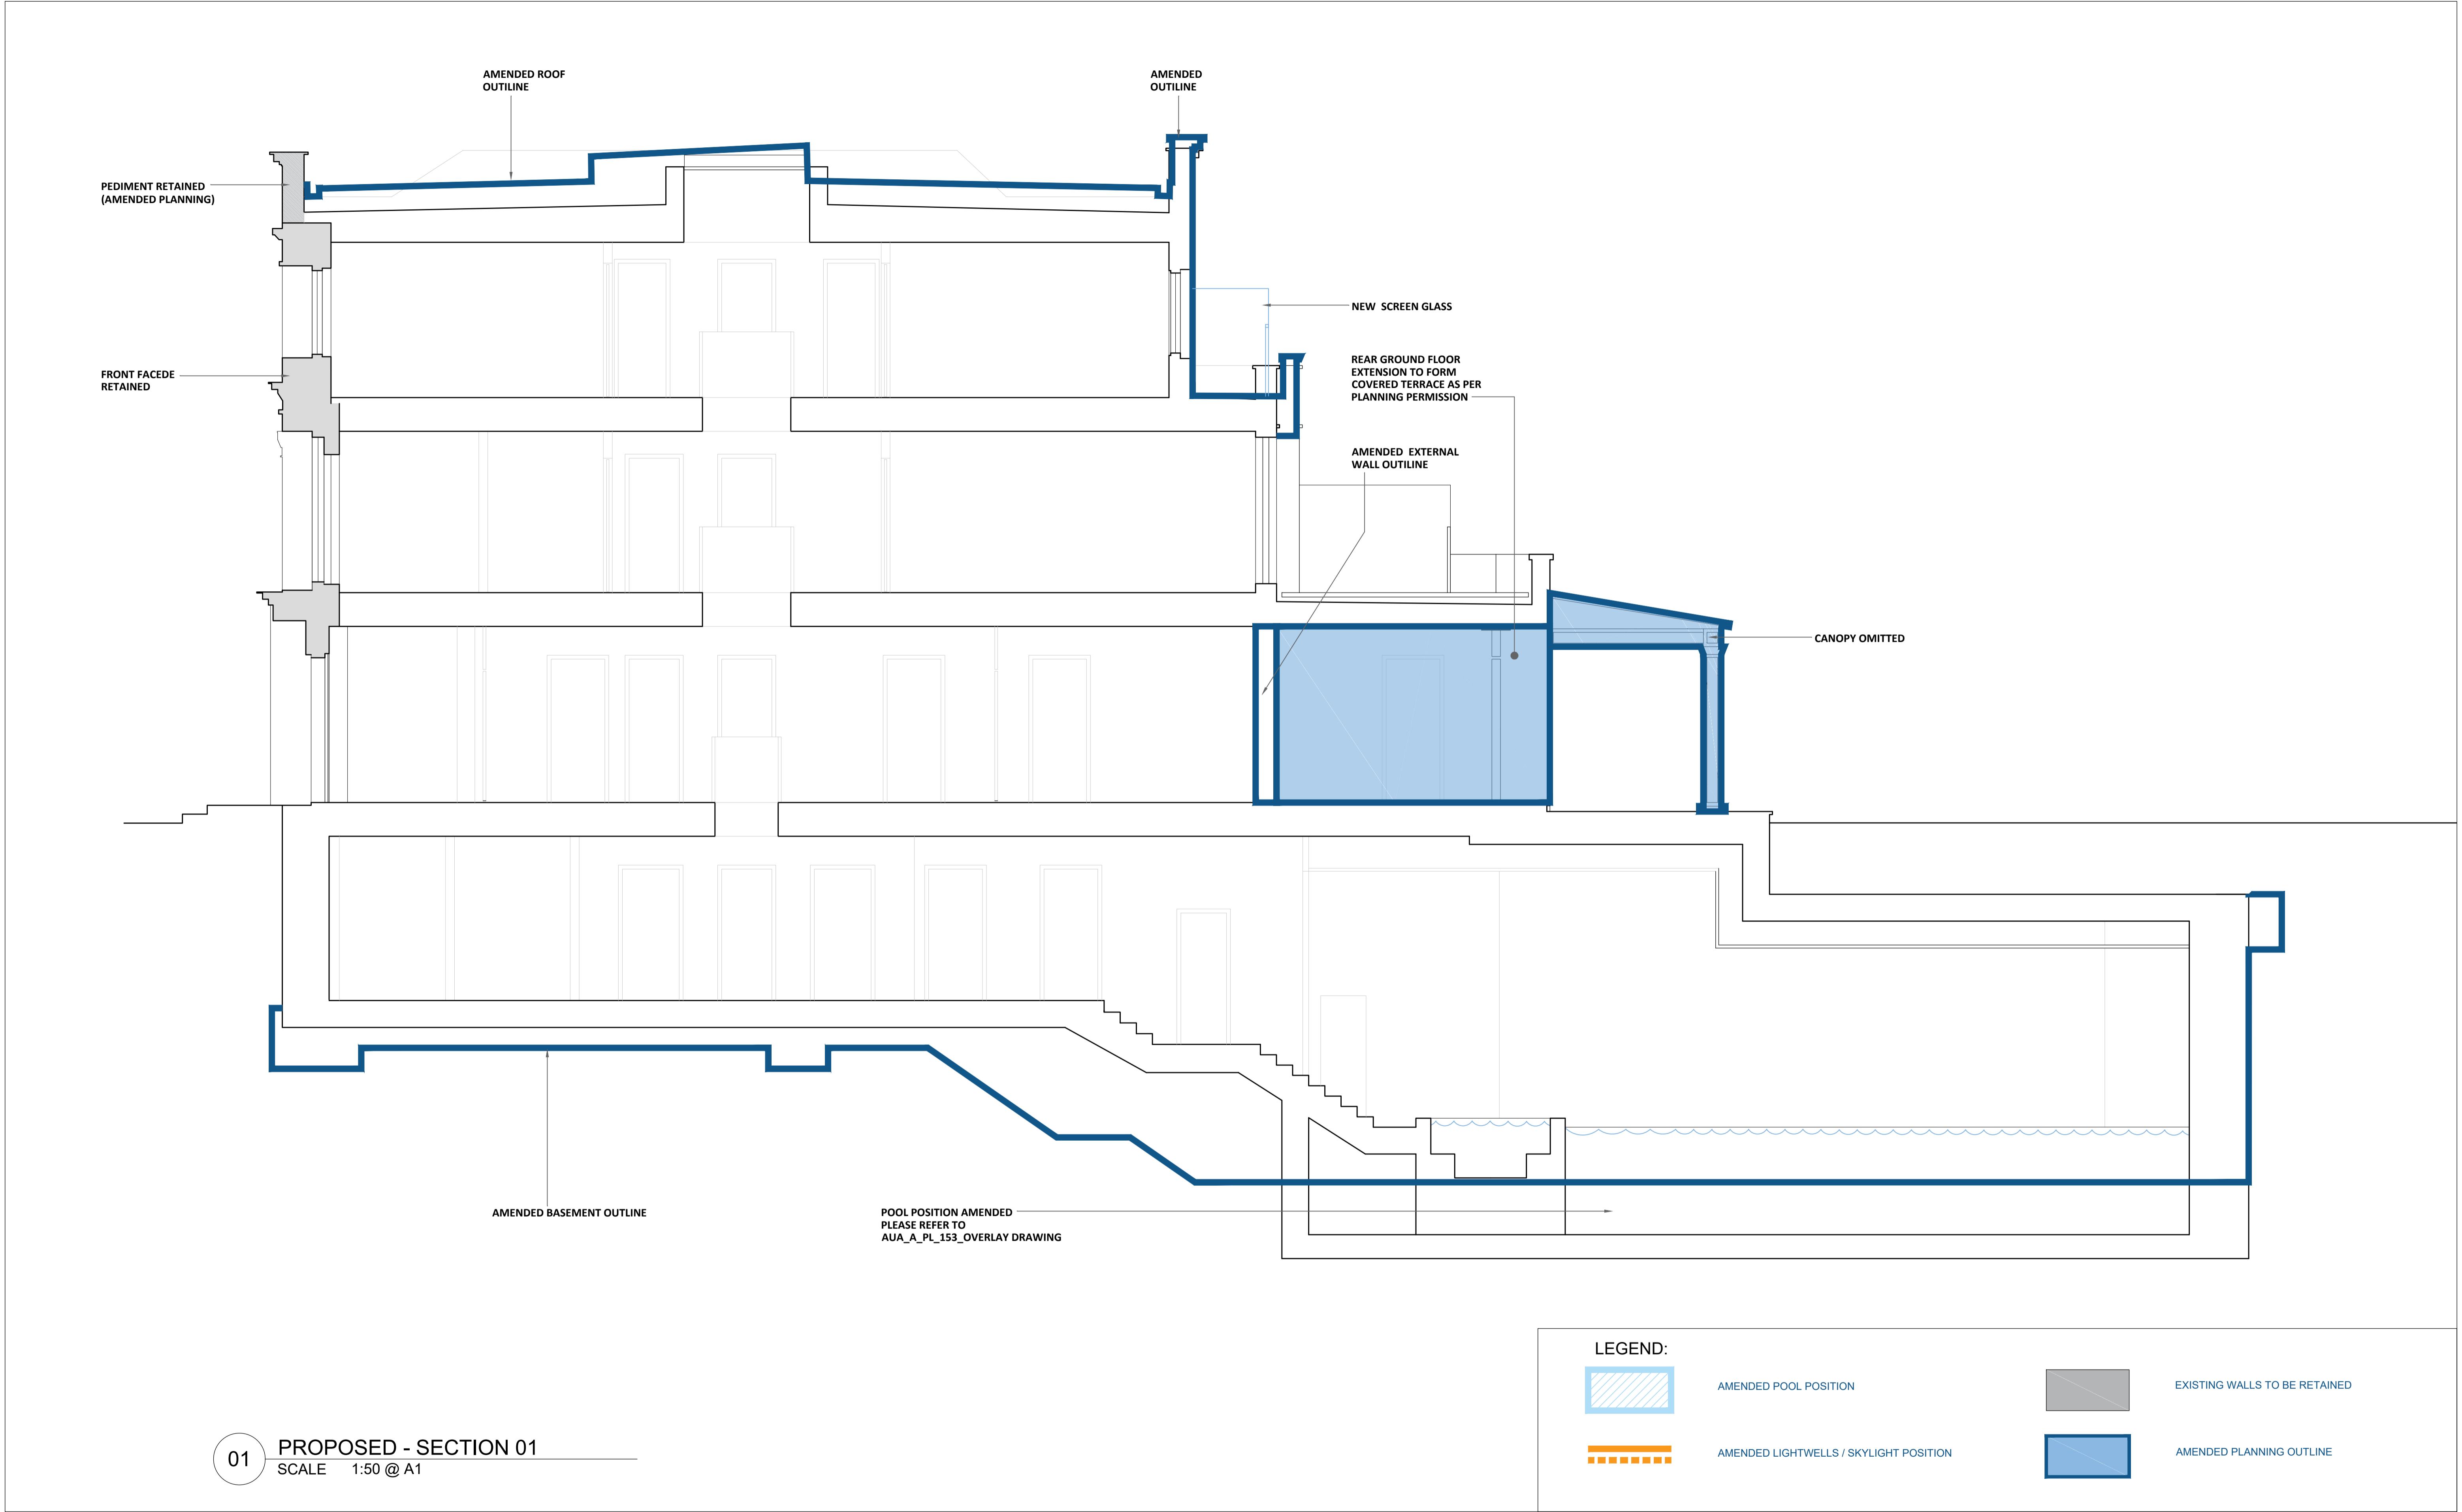 AMENDED ROOF
OUTILINE
AMENDED
OUTILINE
PEDIMENT RETAINED
(AMENDED PLANNING)
NEW SCREEN GLASS
FRONT FACEDE
RETAINED
REAR GROUND FLOOR
EXTENSION TO FORM
COVERED TERRACE AS PER
PLANNING PERMISSION
AMENDED EXTERNAL
WALL OUTILINE
CANOPY OMITTED
AMENDED BASEMENT OUTLINE
POOL POSITION AMENDED
PLEASE REFER TO
AUA_A_PL_153_OVERLAY DRAWING
LEGEND:
AMENDED POOL POSITION
EXISTING WALLS TO BE RETAINED
AMENDED LIGHTWELLS / SKYLIGHT POSITION
AMENDED PLANNING OUTLINE
01
PROPOSED - SECTION 01
SCALE 1:50 @ A1